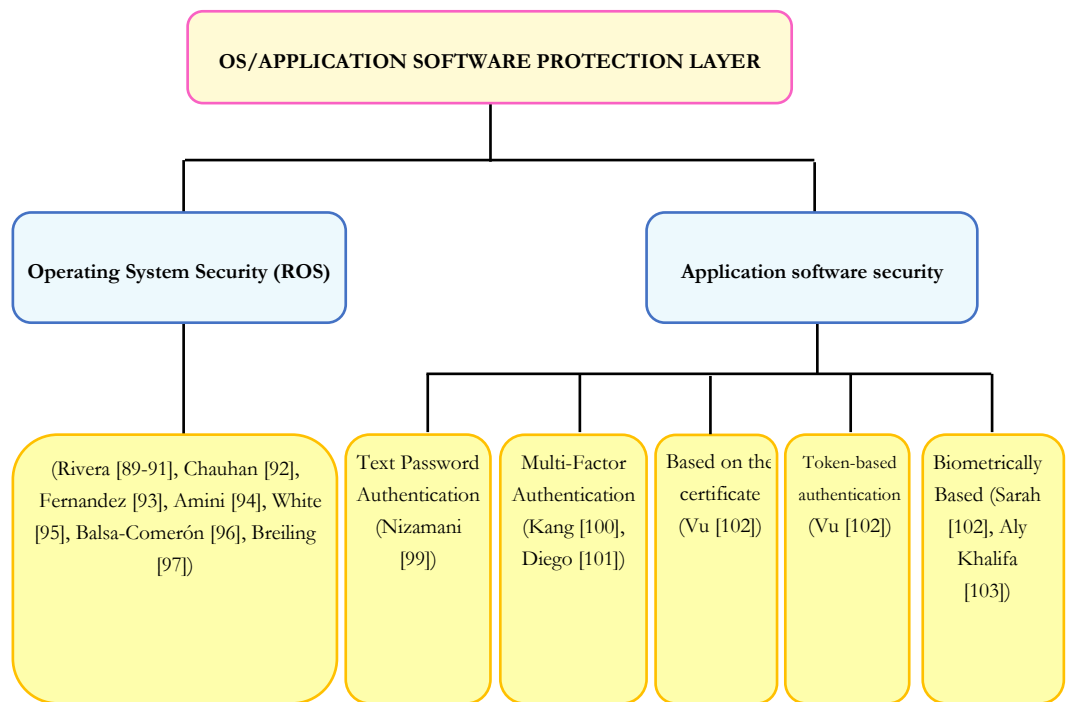 OS/APPLICATION SOFTWARE PROTECTION LAYER
Operating System Security (ROS)
Application software security
(Rivera [89-91], Chauhan [92],
Fernandez [93], Amini [94], White
[95], Balsa-Comerón [96], Breiling
[97])
Text Password
Authentication
(Nizamani
[99])
Multi-Factor
Authentication
(Kang [100],
Diego [101])
Based on the
certificate
(Vu [102])
Token-based
authentication
(Vu [102])
Biometrically
Based (Sarah
[102], Aly
Khalifa
[103])